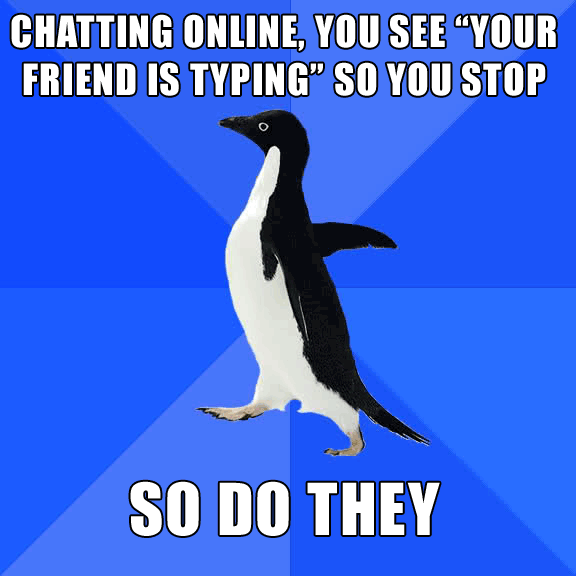 CHATTING ONLINE, YOU SEE “YOUR
FRIEND IS TYPING” SO YOU STOP
SO DO THEY